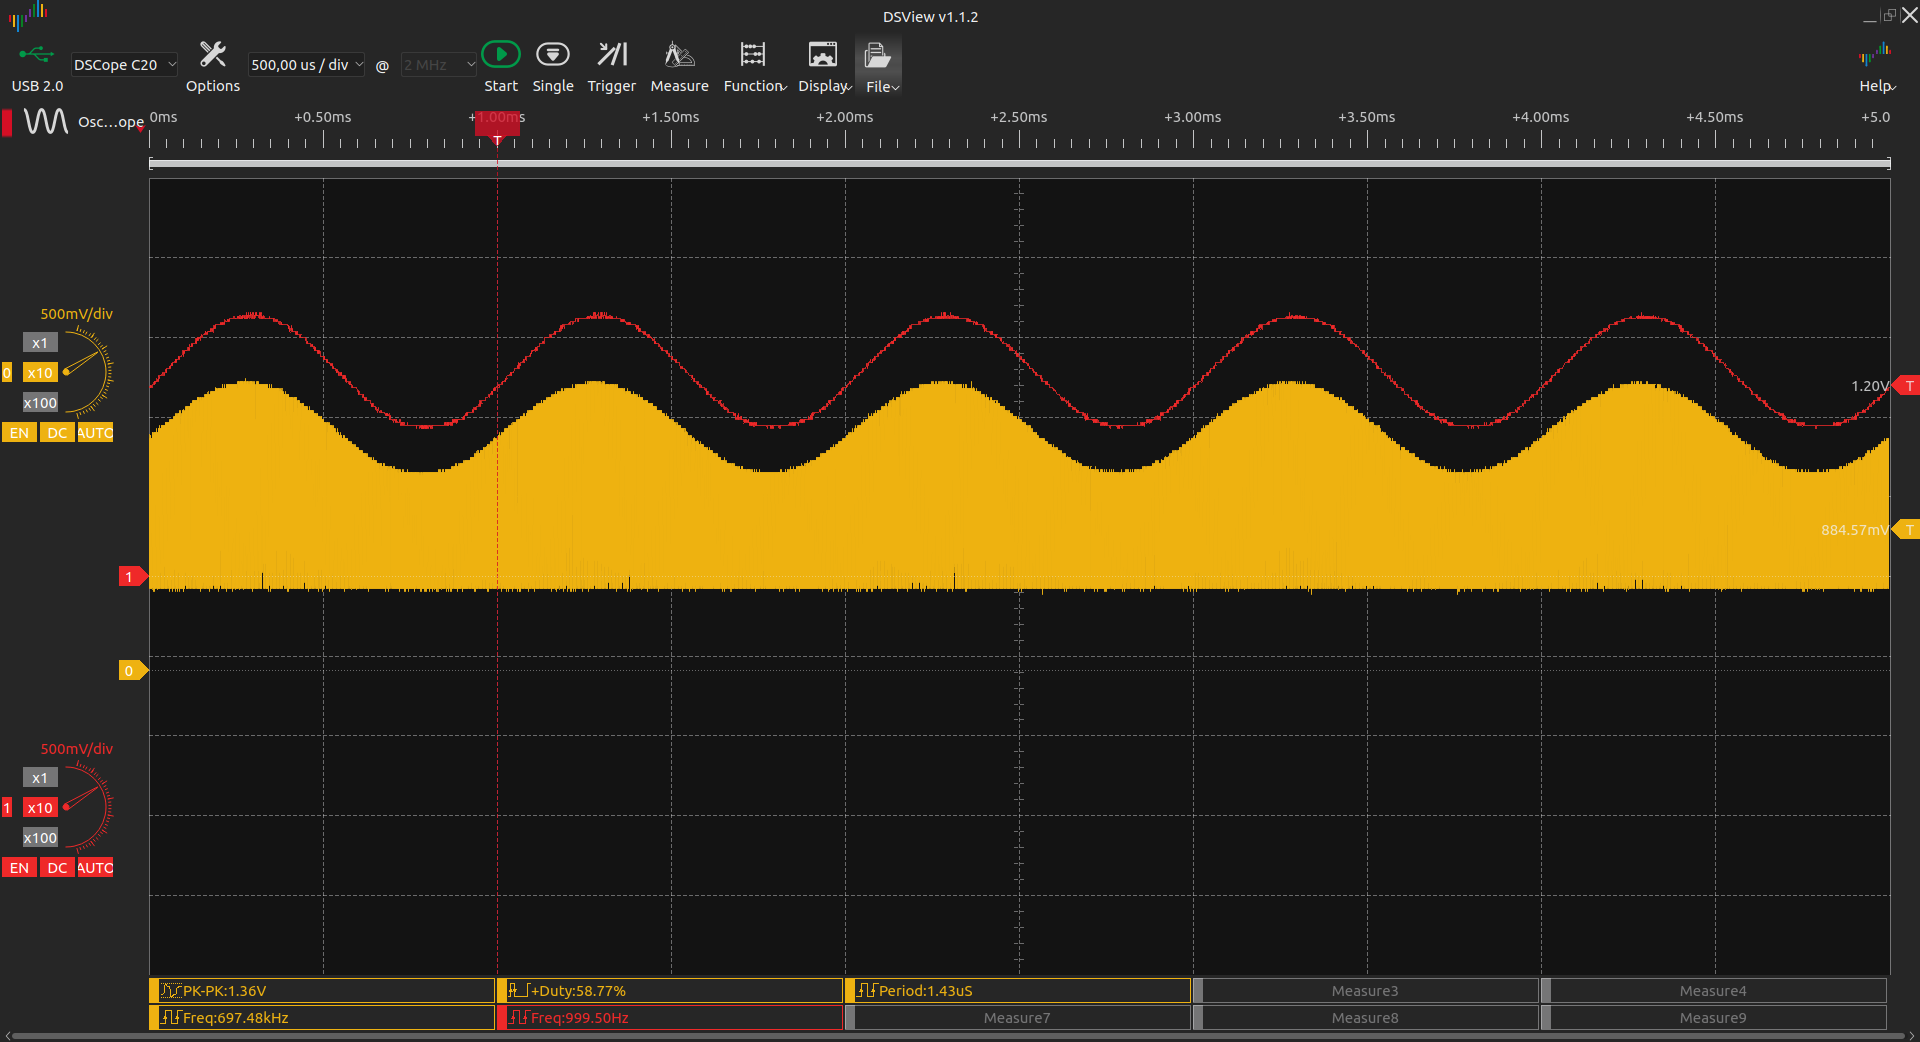 DSView v1.1.2
USB 2.0
DSCope C20
Options
500,00 us / div
@
2 MHz
Start
Single
Trigger
Measure
Function
Display
File
Help
Osc...ope
0ms +0.50ms +1.00ms +1.50ms +2.00ms +2.50ms +3.00ms +3.50ms +4.00ms +4.50ms +5.0
T
500mV/div
x1
0 x10
x100
EN DC AUTO
1.20V T
884.57mV T
1
0
500mV/div
x1
1 x10
x100
EN DC AUTO
PK-PK:1.36V +Duty:58.77% Period:1.43uS Measure3 Measure4
Freq:697.48kHz Freq:999.50Hz Measure7 Measure8 Measure9